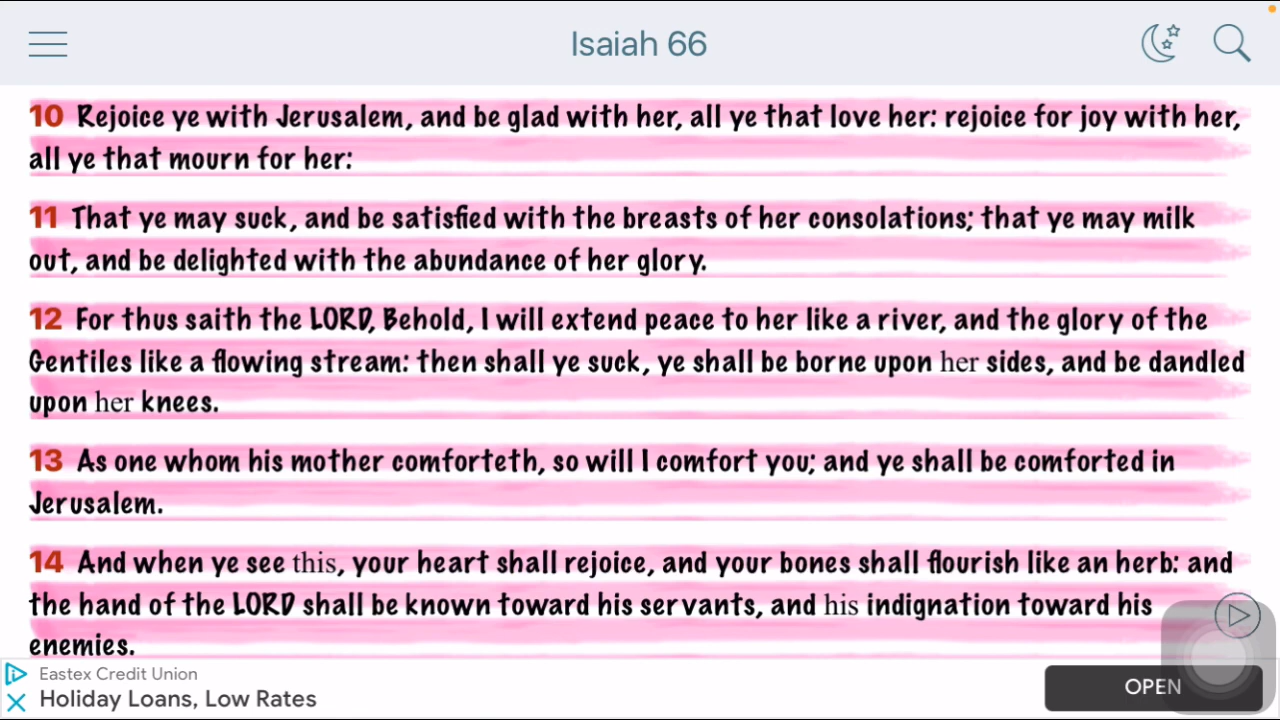 Isaiah 66
10 Rejoice ye with Jerusalem, and be glad with her, all ye that love her: rejoice for joy with her,
all ye that mourn for her:
11 That ye may suck, and be satisfied with the breasts of her consolations; that ye may milk
out, and be delighted with the abundance of her glory.
12 For thus saith the LORD, Behold, I will extend peace to her like a river, and the glory of the
Gentiles like a flowing stream: then shall ye suck, ye shall be borne upon her sides, and be dandled
upon her knees.
13 As one whom his mother comforteth, so will I comfort you; and ye shall be comforted in
Jerusalem.
14 And when ye see this, your heart shall rejoice, and your bones shall flourish like an herb: and
the hand of the LORD shall be known toward his servants, and his indignation toward his
enemies.
Eastex Credit Union
Holiday Loans, Low Rates
OPEN